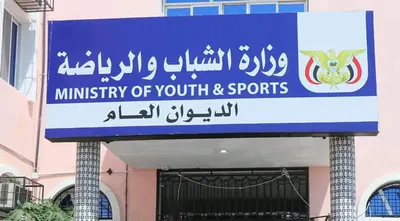 وزارة الشباب والرياضة
MINISTRY OF YOUTH & SPORTS
الديوان العام